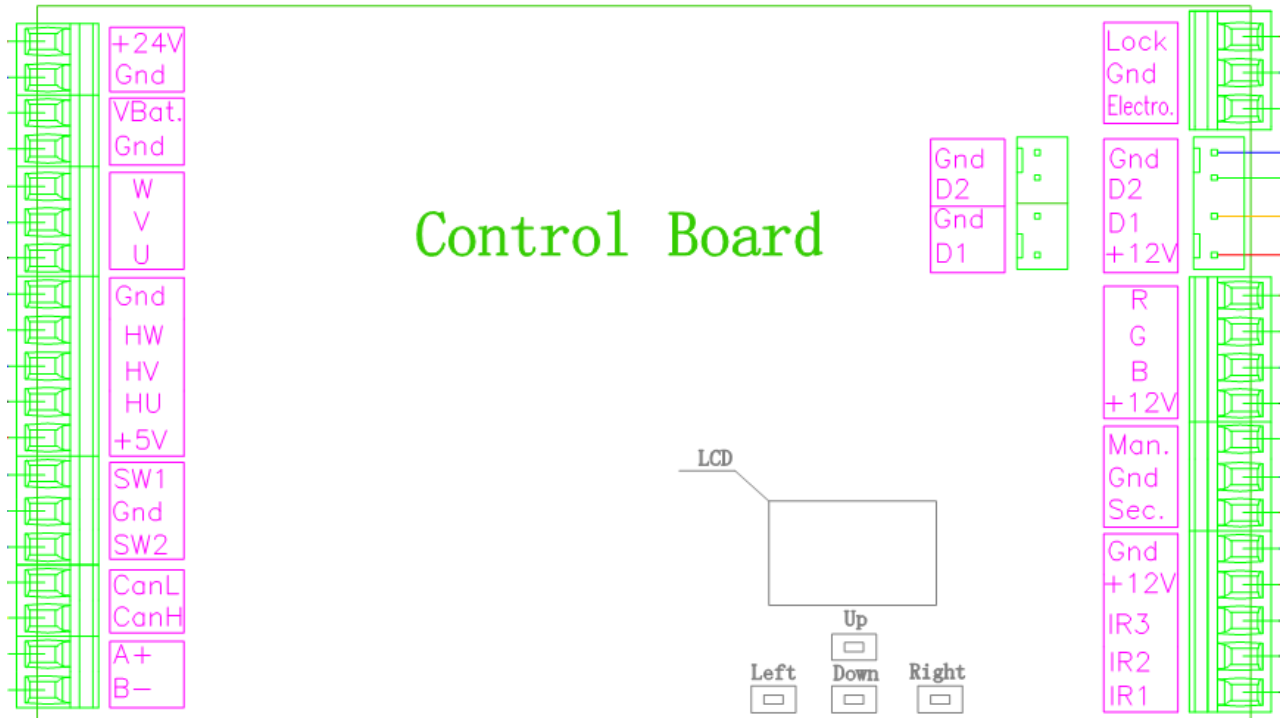 +24V
Gnd
VBat.
Gnd
W
V
U
Gnd
HW
HV
HU
+5V
SW1
Gnd
SW2
CanL
CanH
A+
B-
Control Board
LCD
Up
Left
Down
Right
Gnd
D2
Gnd
D1
Lock
Gnd
Electro.
Gnd
D2
D1
+12V
R
G
B
+12V
Man.
Gnd
Sec.
Gnd
+12V
IR3
IR2
IR1